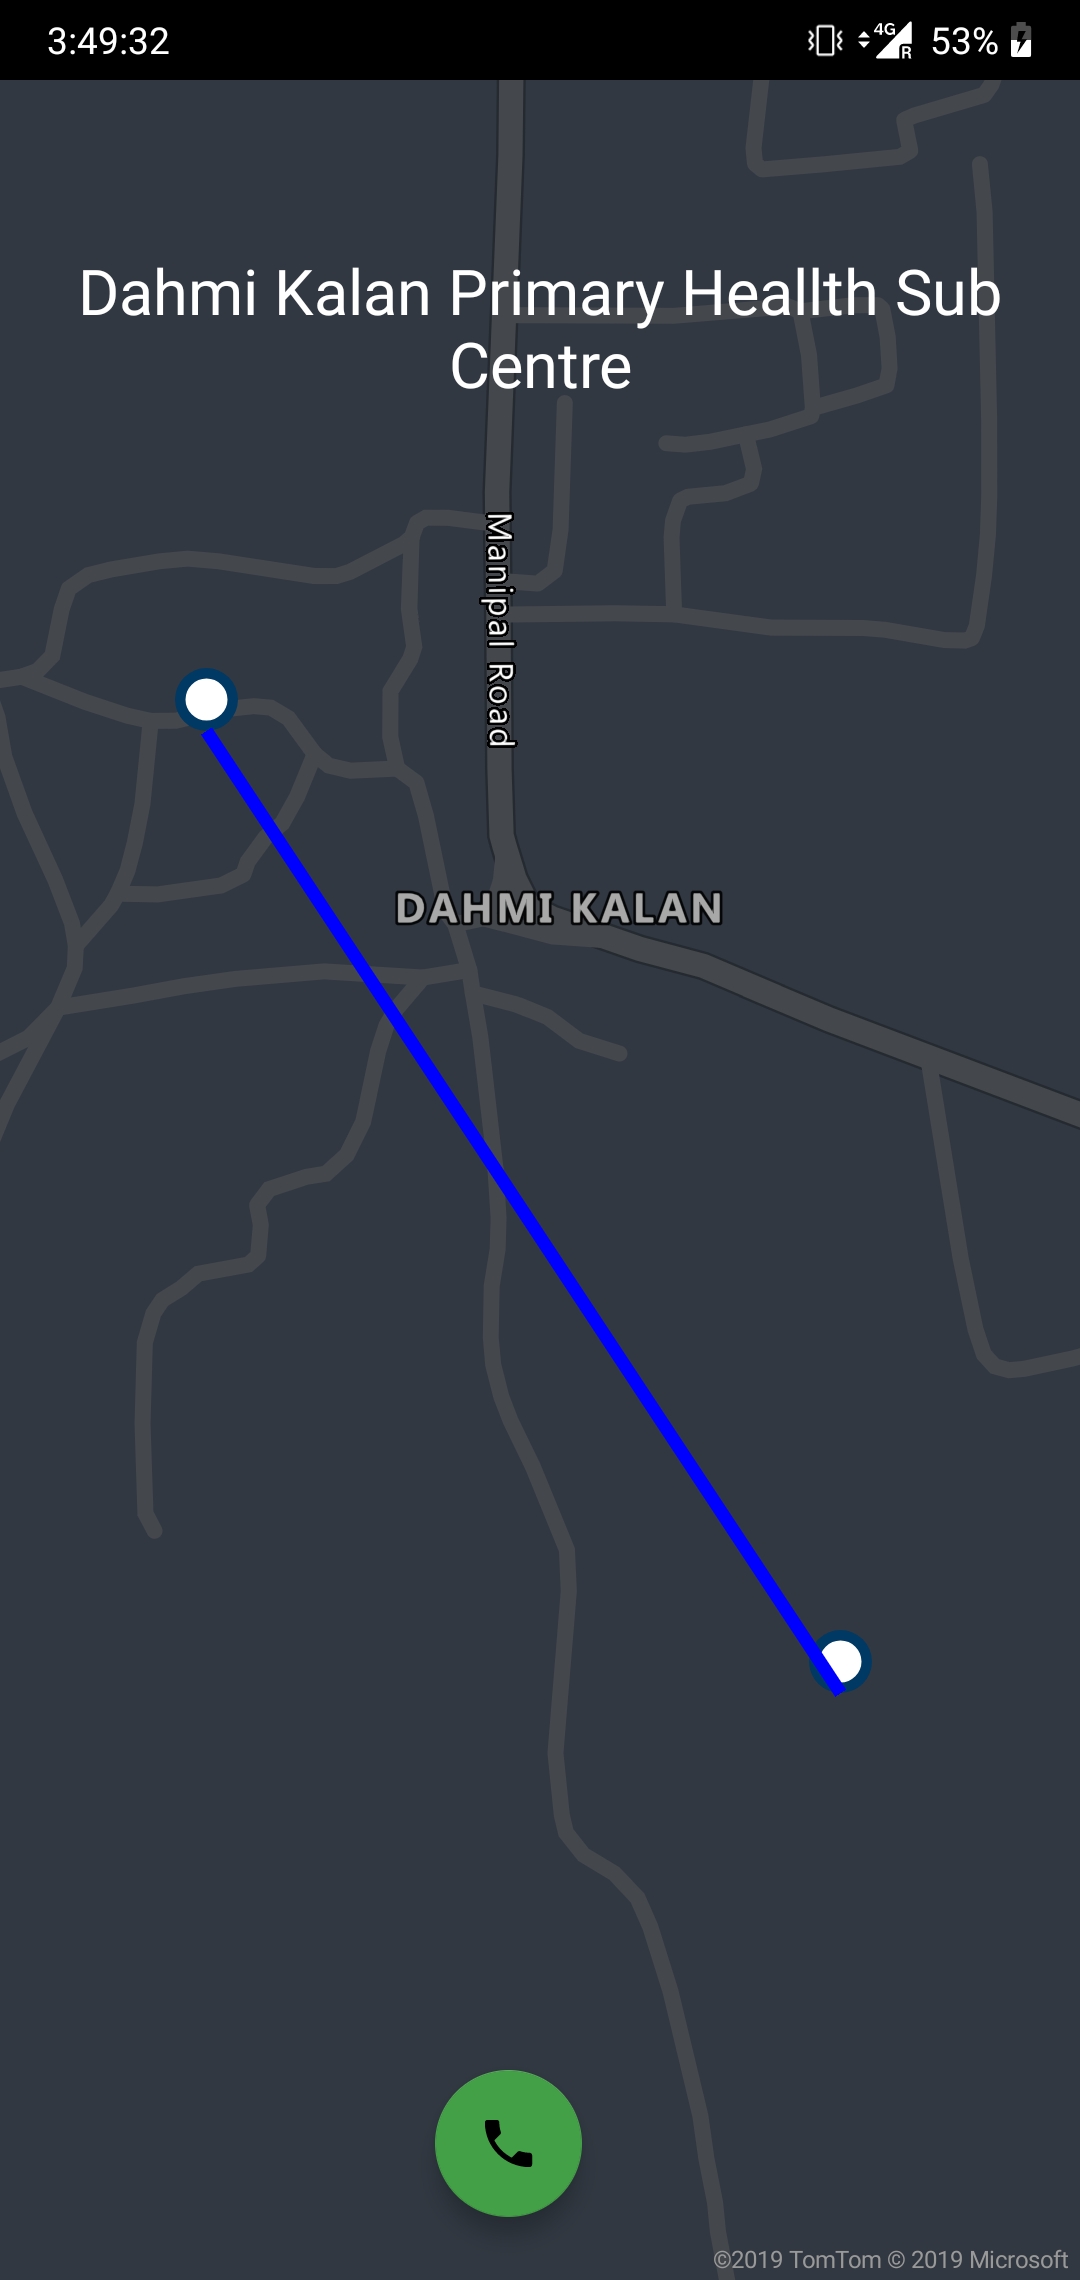 3:49:32 4G R 53%
Dahmi Kalan Primary Heallth Sub
Centre
Manipal Road
DAHMI KALAN
©2019 TomTom © 2019 Microsoft